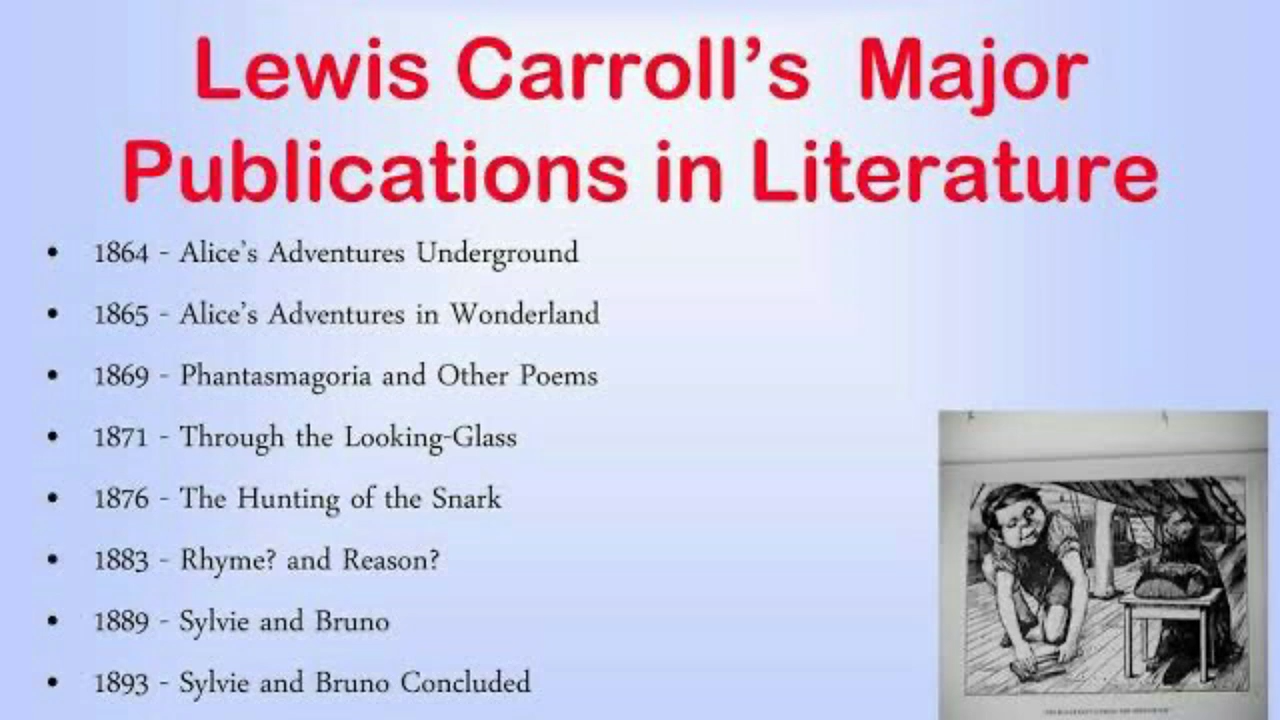 Lewis Carroll's Major
Publications in Literature
• 1864 - Alice's Adventures Underground
• 1865 - Alice's Adventures in Wonderland
• 1869 - Phantasmagoria and Other Poems
• 1871 - Through the Looking-Glass
• 1876 - The Hunting of the Snark
• 1883 - Rhyme? and Reason?
• 1889 - Sylvie and Bruno
• 1893 - Sylvie and Bruno Concluded